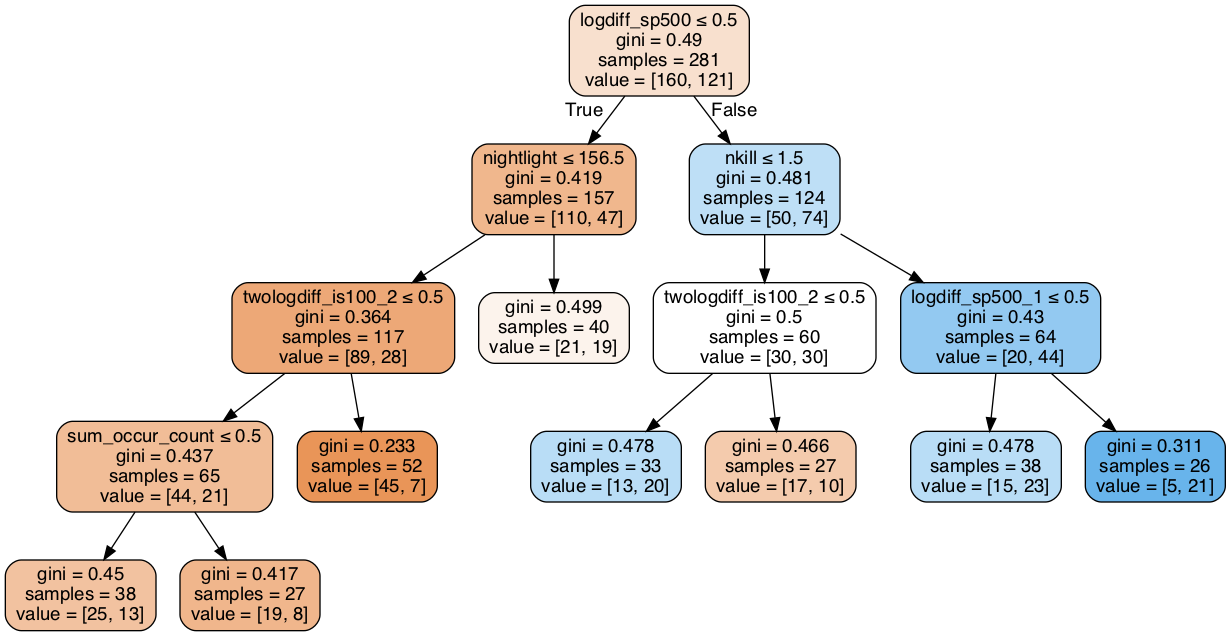 logdiff_sp500 ≤ 0.5
gini = 0.49
samples = 281
value = [160, 121]
True
False
nightlight ≤ 156.5
gini = 0.419
samples = 157
value = [110, 47]
nkill ≤ 1.5
gini = 0.481
samples = 124
value = [50, 74]
twologdiff_is100_2 ≤ 0.5
gini = 0.364
samples = 117
value = [89, 28]
gini = 0.499
samples = 40
value = [21, 19]
twologdiff_is100_2 ≤ 0.5
gini = 0.5
samples = 60
value = [30, 30]
logdiff_sp500_1 ≤ 0.5
gini = 0.43
samples = 64
value = [20, 44]
sum_occur_count ≤ 0.5
gini = 0.437
samples = 65
value = [44, 21]
gini = 0.233
samples = 52
value = [45, 7]
gini = 0.478
samples = 33
value = [13, 20]
gini = 0.466
samples = 27
value = [17, 10]
gini = 0.478
samples = 38
value = [15, 23]
gini = 0.311
samples = 26
value = [5, 21]
gini = 0.45
samples = 38
value = [25, 13]
gini = 0.417
samples = 27
value = [19, 8]